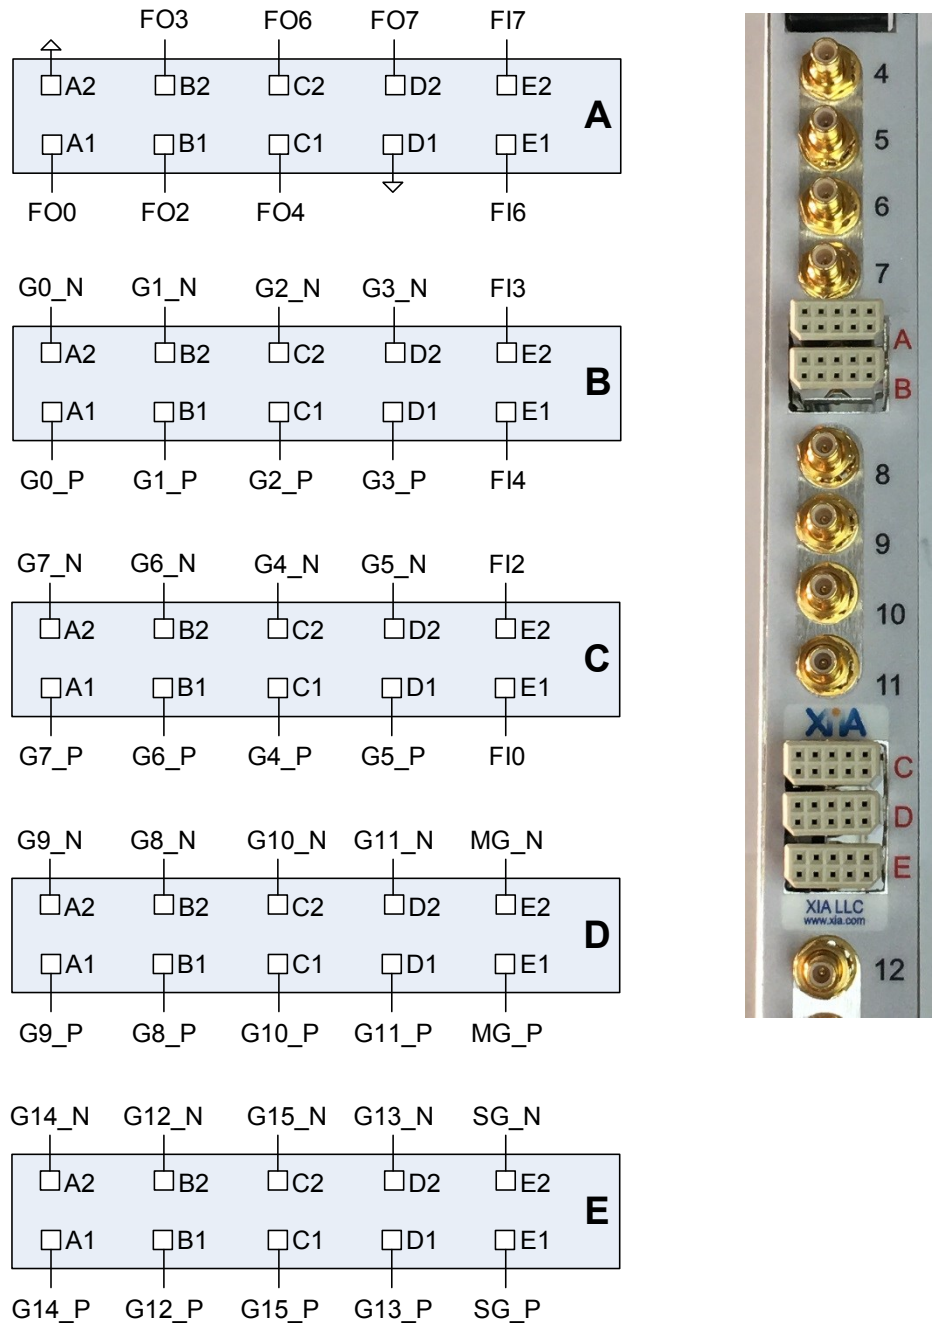 FO3 FO6 FO7 FI7
A2 B2 C2 D2 E2
A
A1 B1 C1 D1 E1
FO0 FO2 FO4 FI6
G0_N G1_N G2_N G3_N FI3
A2 B2 C2 D2 E2
B
A1 B1 C1 D1 E1
G0_P G1_P G2_P G3_P FI4
G7_N G6_N G4_N G5_N FI2
A2 B2 C2 D2 E2
C
A1 B1 C1 D1 E1
G7_P G6_P G4_P G5_P FI0
G9_N G8_N G10_N G11_N MG_N
A2 B2 C2 D2 E2
D
A1 B1 C1 D1 E1
G9_P G8_P G10_P G11_P MG_P
G14_N G12_N G15_N G13_N SG_N
A2 B2 C2 D2 E2
E
A1 B1 C1 D1 E1
G14_P G12_P G15_P G13_P SG_P
4
5
6
7
A
B
8
9
10
11
XIA
C
D
E
XIA LLC
www.xia.com
12